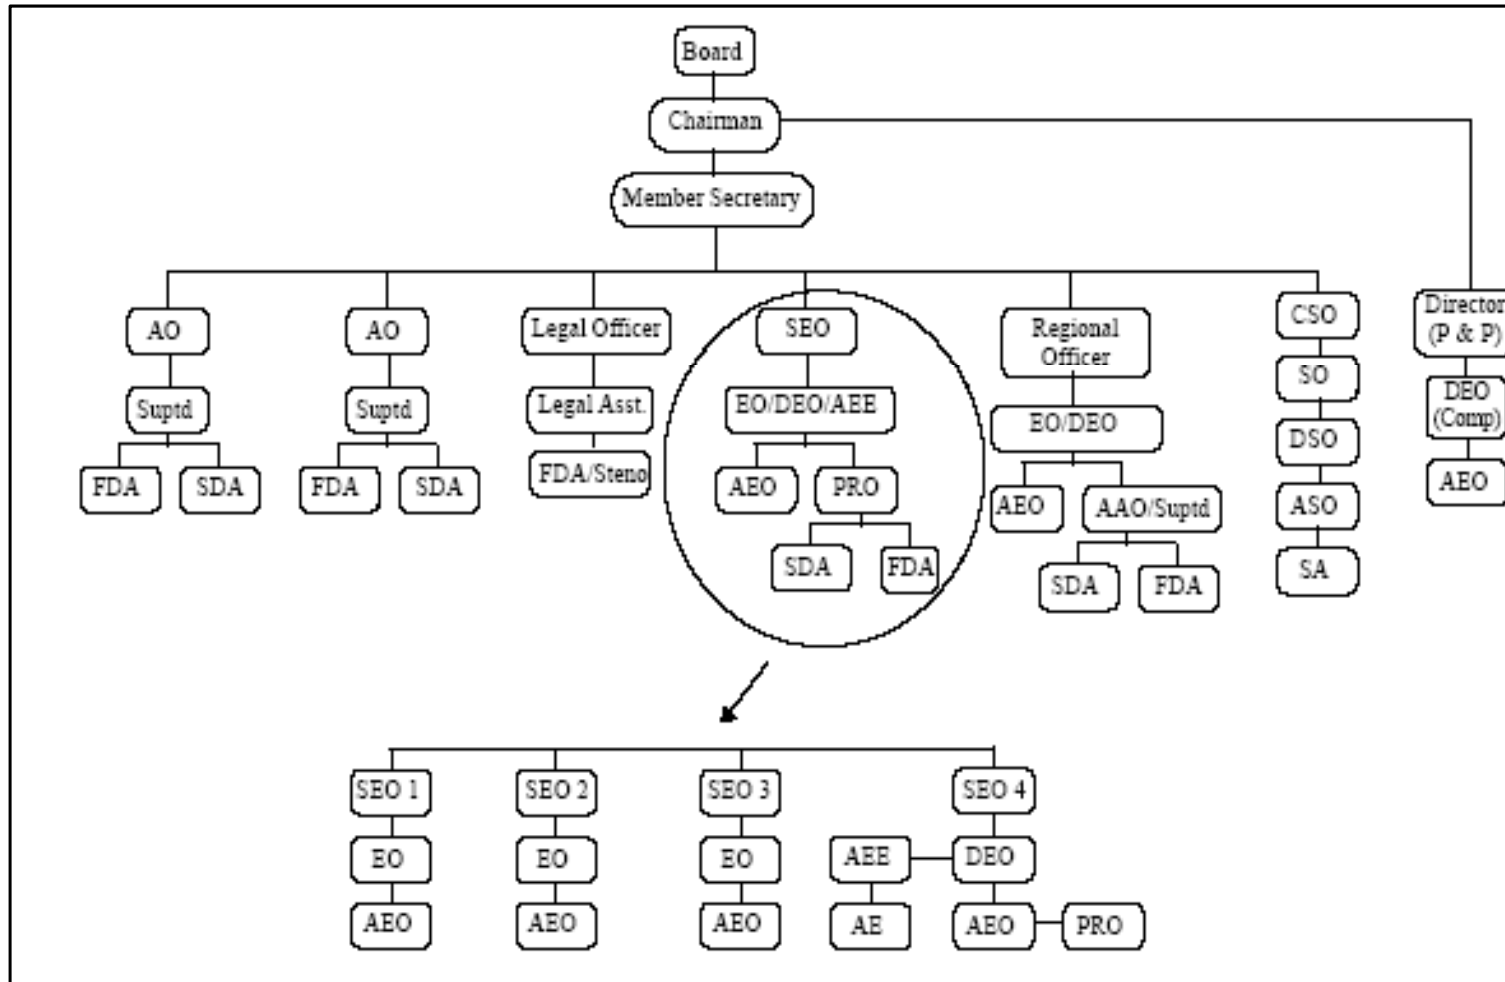 Board
Chairman
Member Secretary
AO
AO
Legal Officer
SEO
Regional
Officer
CSO
Director
(P & P)
Suptd
Suptd
Legal Asst.
EO/DEO/AEE
EO/DEO
SO
DEO
(Comp)
FDA
SDA
FDA
SDA
FDA/Steno
AEO
PRO
AEO
AAO/Suptd
DSO
AEO
SDA
FDA
SDA
FDA
ASO
SA
SEO 1
SEO 2
SEO 3
SEO 4
EO
EO
EO
AEE
DEO
AEO
AEO
AEO
AE
AEO
PRO